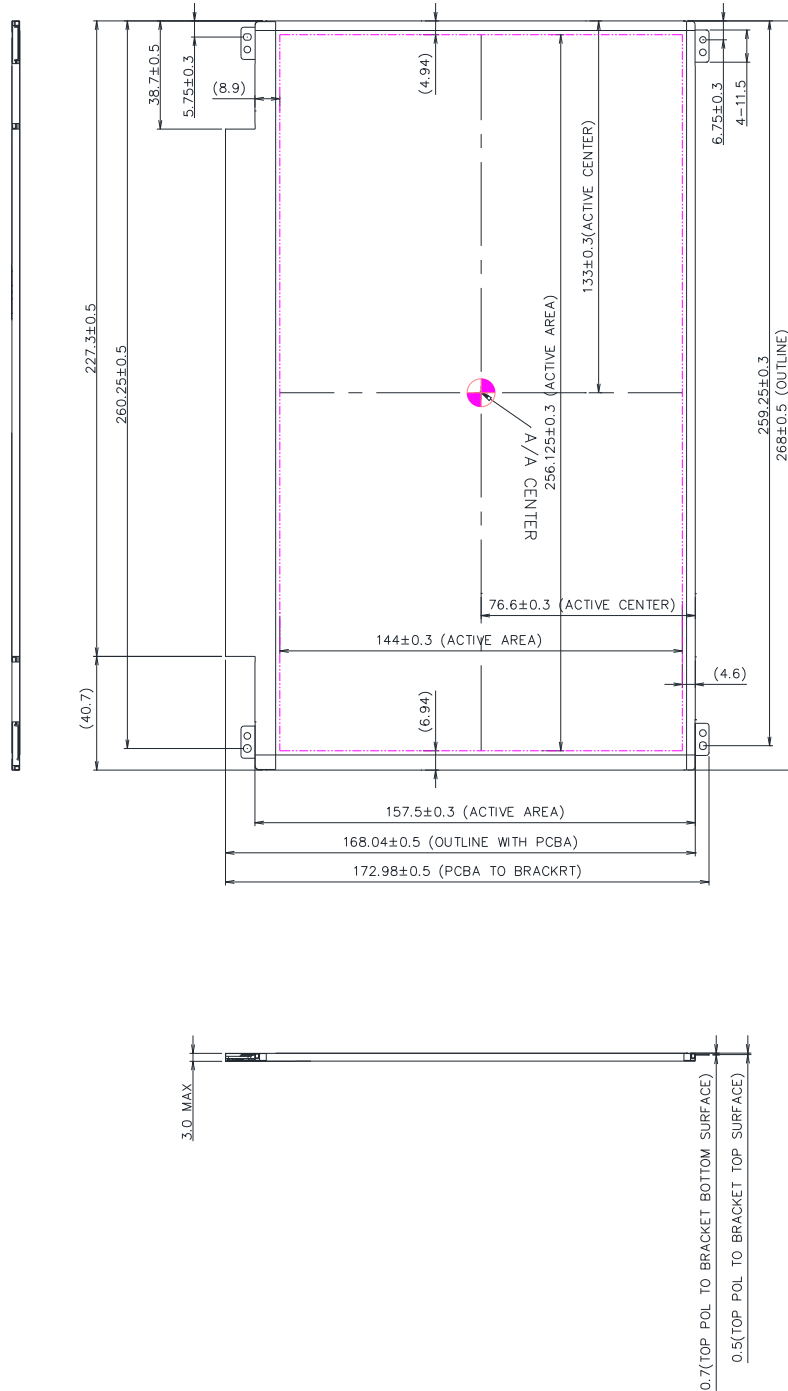 38.7±0.5
5.75±0.3
(8.9)
(4.94)
133±0.3(ACTIVE CENTER)
6.75±0.3
4-11.5
227.3±0.5
260.25±0.5
256.125±0.3 (ACTIVE AREA)
A/A CENTER
259.25±0.3
268±0.5 (OUTLINE)
76.6±0.3 (ACTIVE CENTER)
144±0.3 (ACTIVE AREA)
(4.6)
(40.7)
(6.94)
157.5±0.3 (ACTIVE AREA)
168.04±0.5 (OUTLINE WITH PCBA)
172.98±0.5 (PCBA TO BRACKRT)
3.0 MAX
0.7(TOP POL TO BRACKET BOTTOM SURFACE)
0.5(TOP POL TO BRACKET TOP SURFACE)